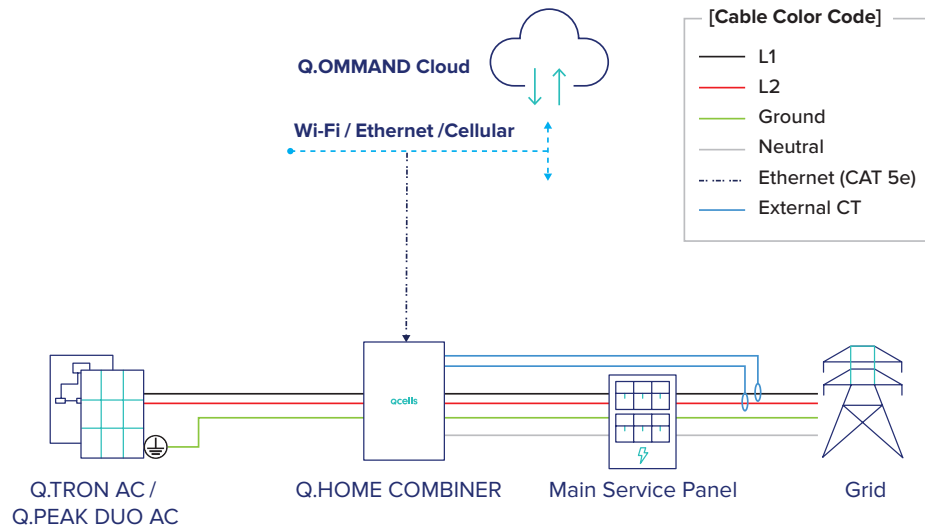 [Cable Color Code]
L1
L2
Ground
Neutral
Ethernet (CAT 5e)
External CT
Q.OMMAND Cloud
Wi-Fi / Ethernet /Cellular
qcells
Q.TRON AC /
Q.PEAK DUO AC
Q.HOME COMBINER
Main Service Panel
Grid